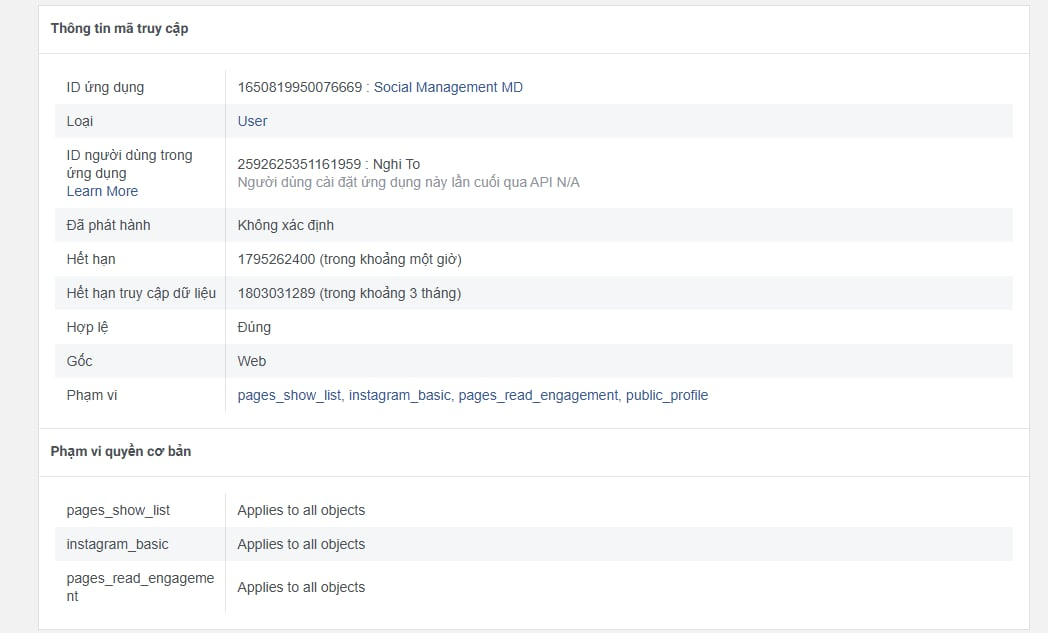 Thông tin mã truy cập
ID ứng dụng
1650819950076669 : Social Management MD
Loại
User
ID người dùng trong
ứng dụng
Learn More
2592625351161959 : Nghi To
Người dùng cài đặt ứng dụng này lần cuối qua API N/A
Đã phát hành
Không xác định
Hết hạn
1795262400 (trong khoảng một giờ)
Hết hạn truy cập dữ liệu
1803031289 (trong khoảng 3 tháng)
Hợp lệ
Đúng
Gốc
Web
Phạm vi
pages_show_list, instagram_basic, pages_read_engagement, public_profile
Phạm vi quyền cơ bản
pages_show_list
Applies to all objects
instagram_basic
Applies to all objects
pages_read_engageme
nt
Applies to all objects